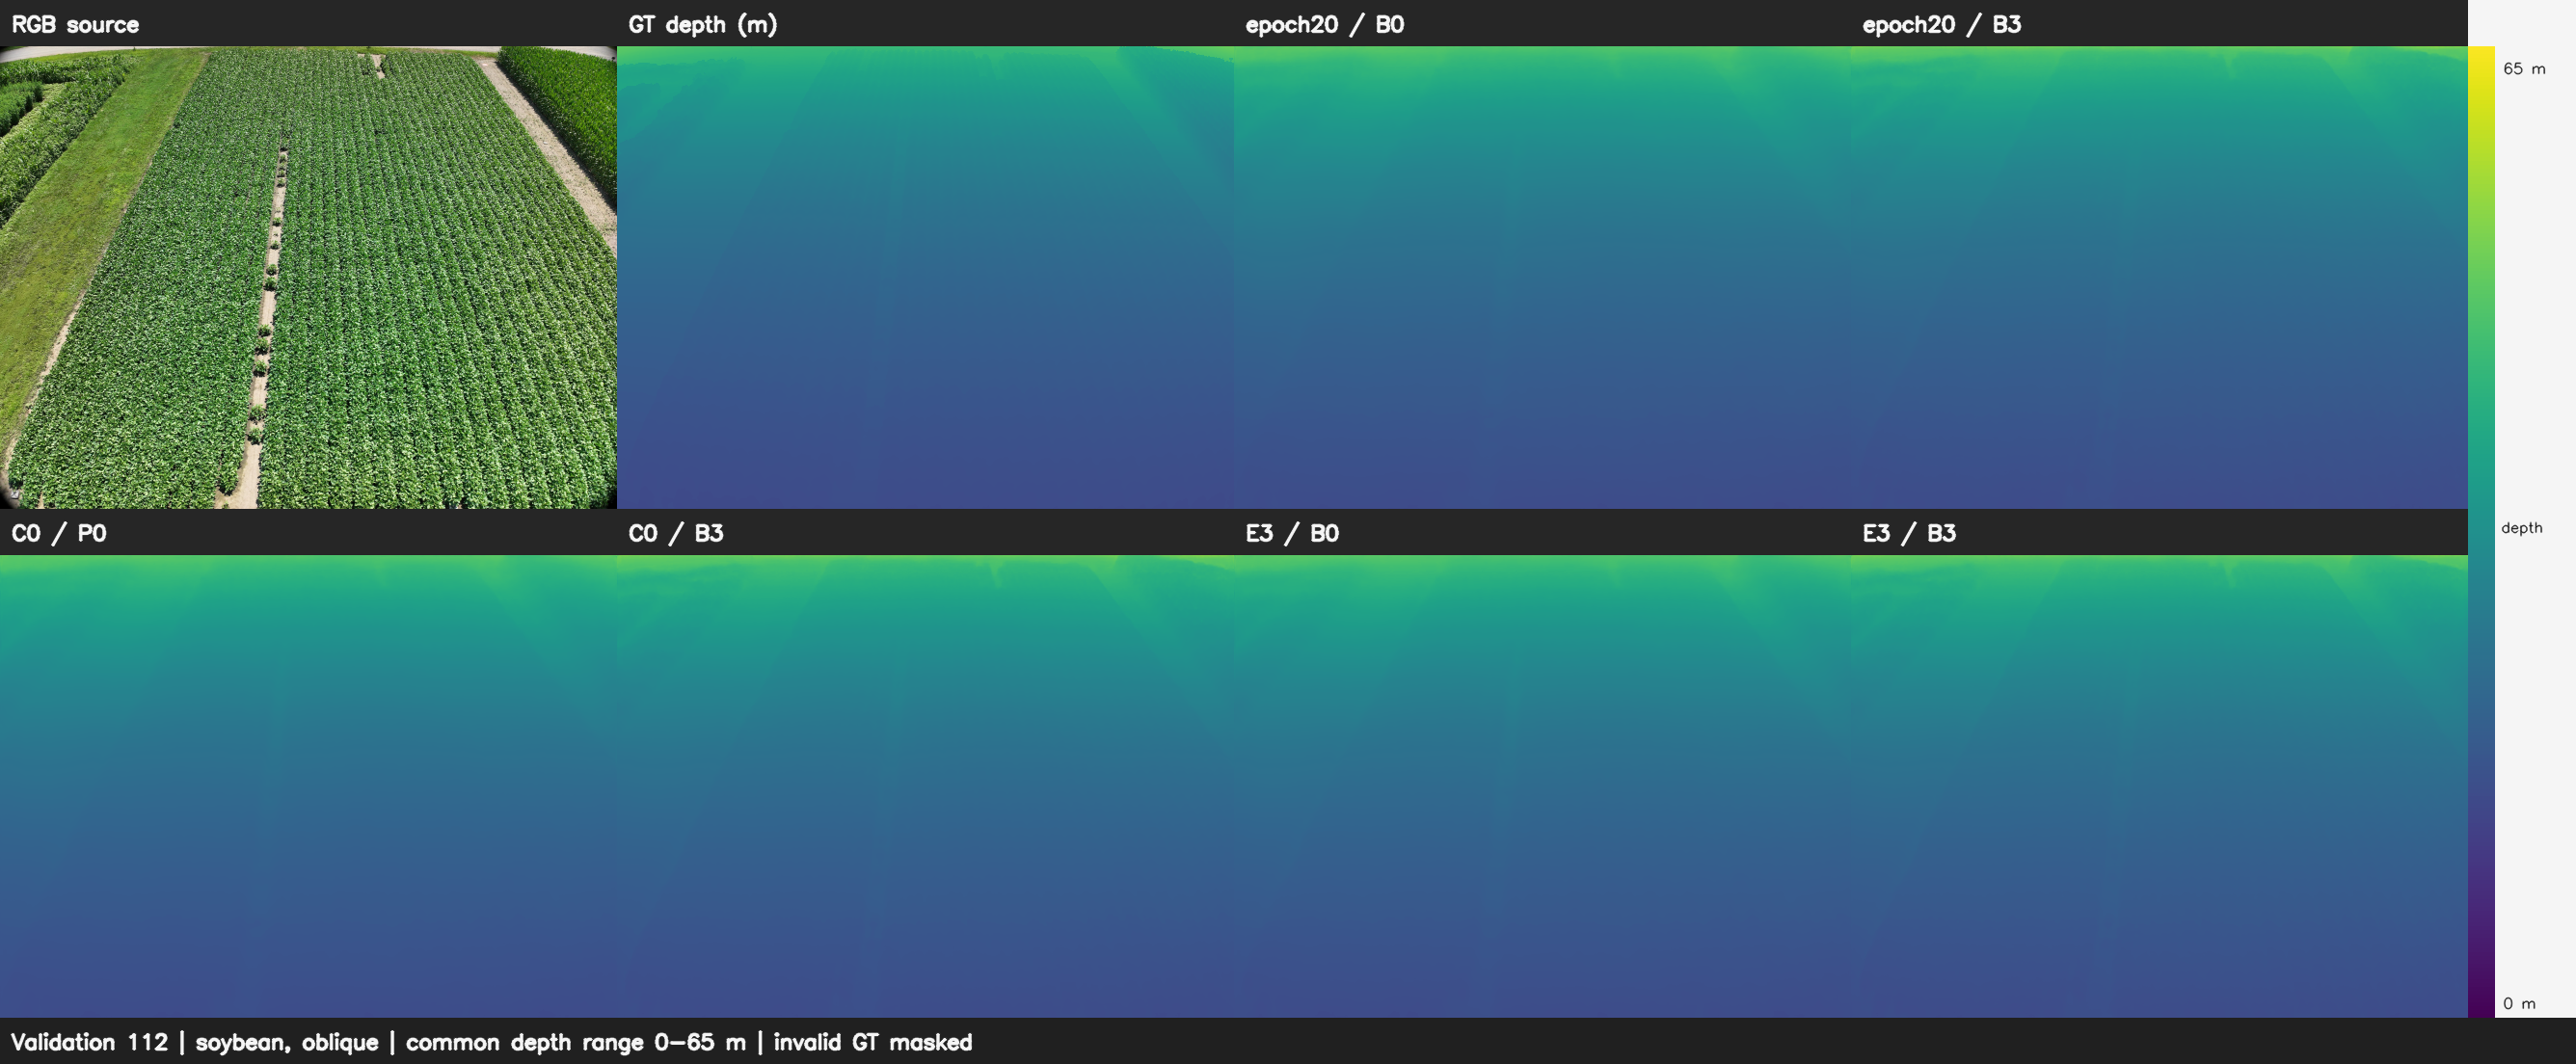 RGB source
GT depth (m)
epoch20 / B0
epoch20 / B3
65 m
C0 / P0
C0 / B3
E3 / B0
E3 / B3
depth
0 m
Validation 112 | soybean, oblique | common depth range 0–65 m | invalid GT masked